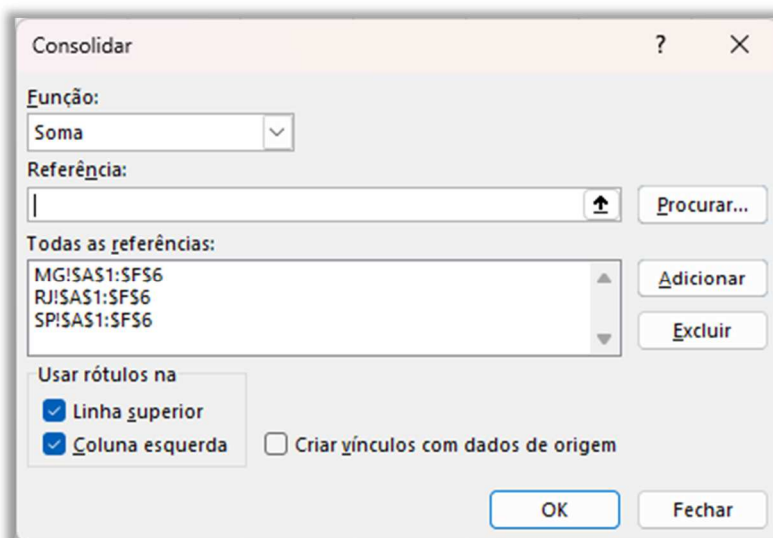 Consolidar ?
Função:
Soma
Referência:
Procurar...
Todas as referências:
MG!$A$1:$F$6
RJ!$A$1:$F$6
SP!$A$1:$F$6
Adicionar
Excluir
Usar rótulos na
Linha superior
Coluna esquerda
Criar vínculos com dados de origem
OK
Fechar